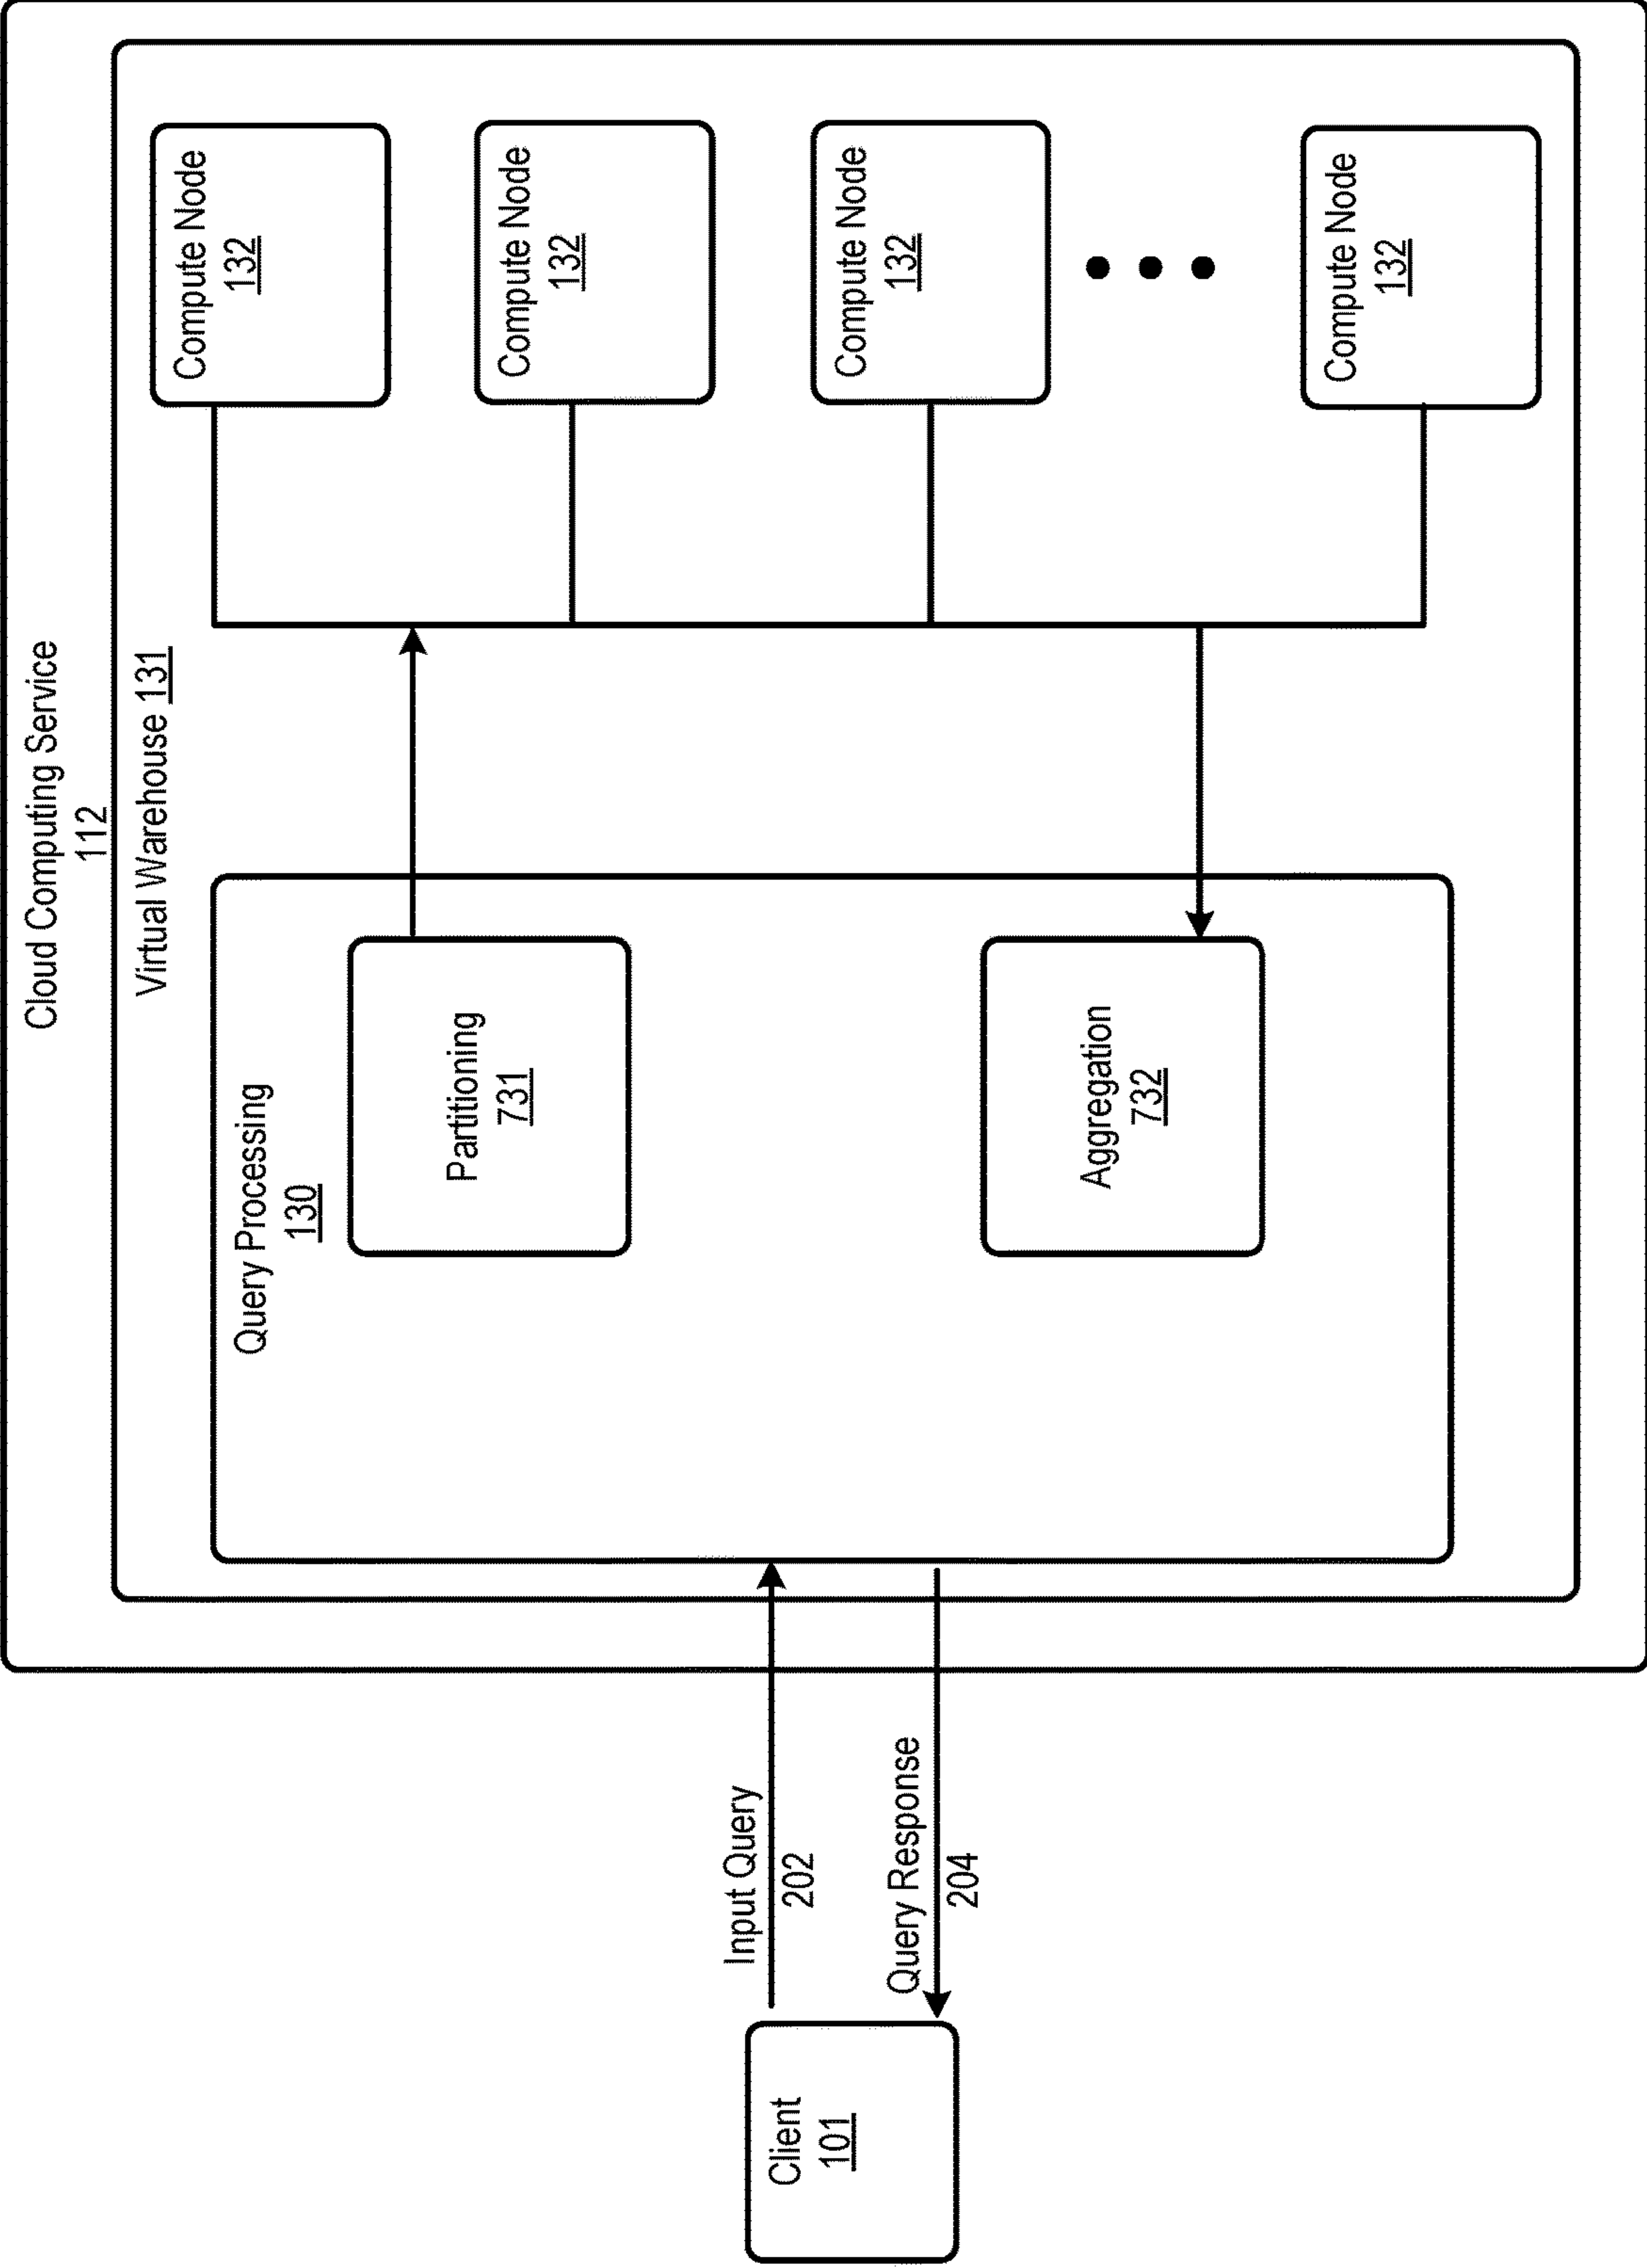 Cloud Computing Service
112
Virtual Warehouse 131
Query Processing
130
Partitioning
731
Aggregation
732
Compute Node
132
Compute Node
132
Compute Node
132
Compute Node
132
Input Query
202
Query Response
204
Client
101